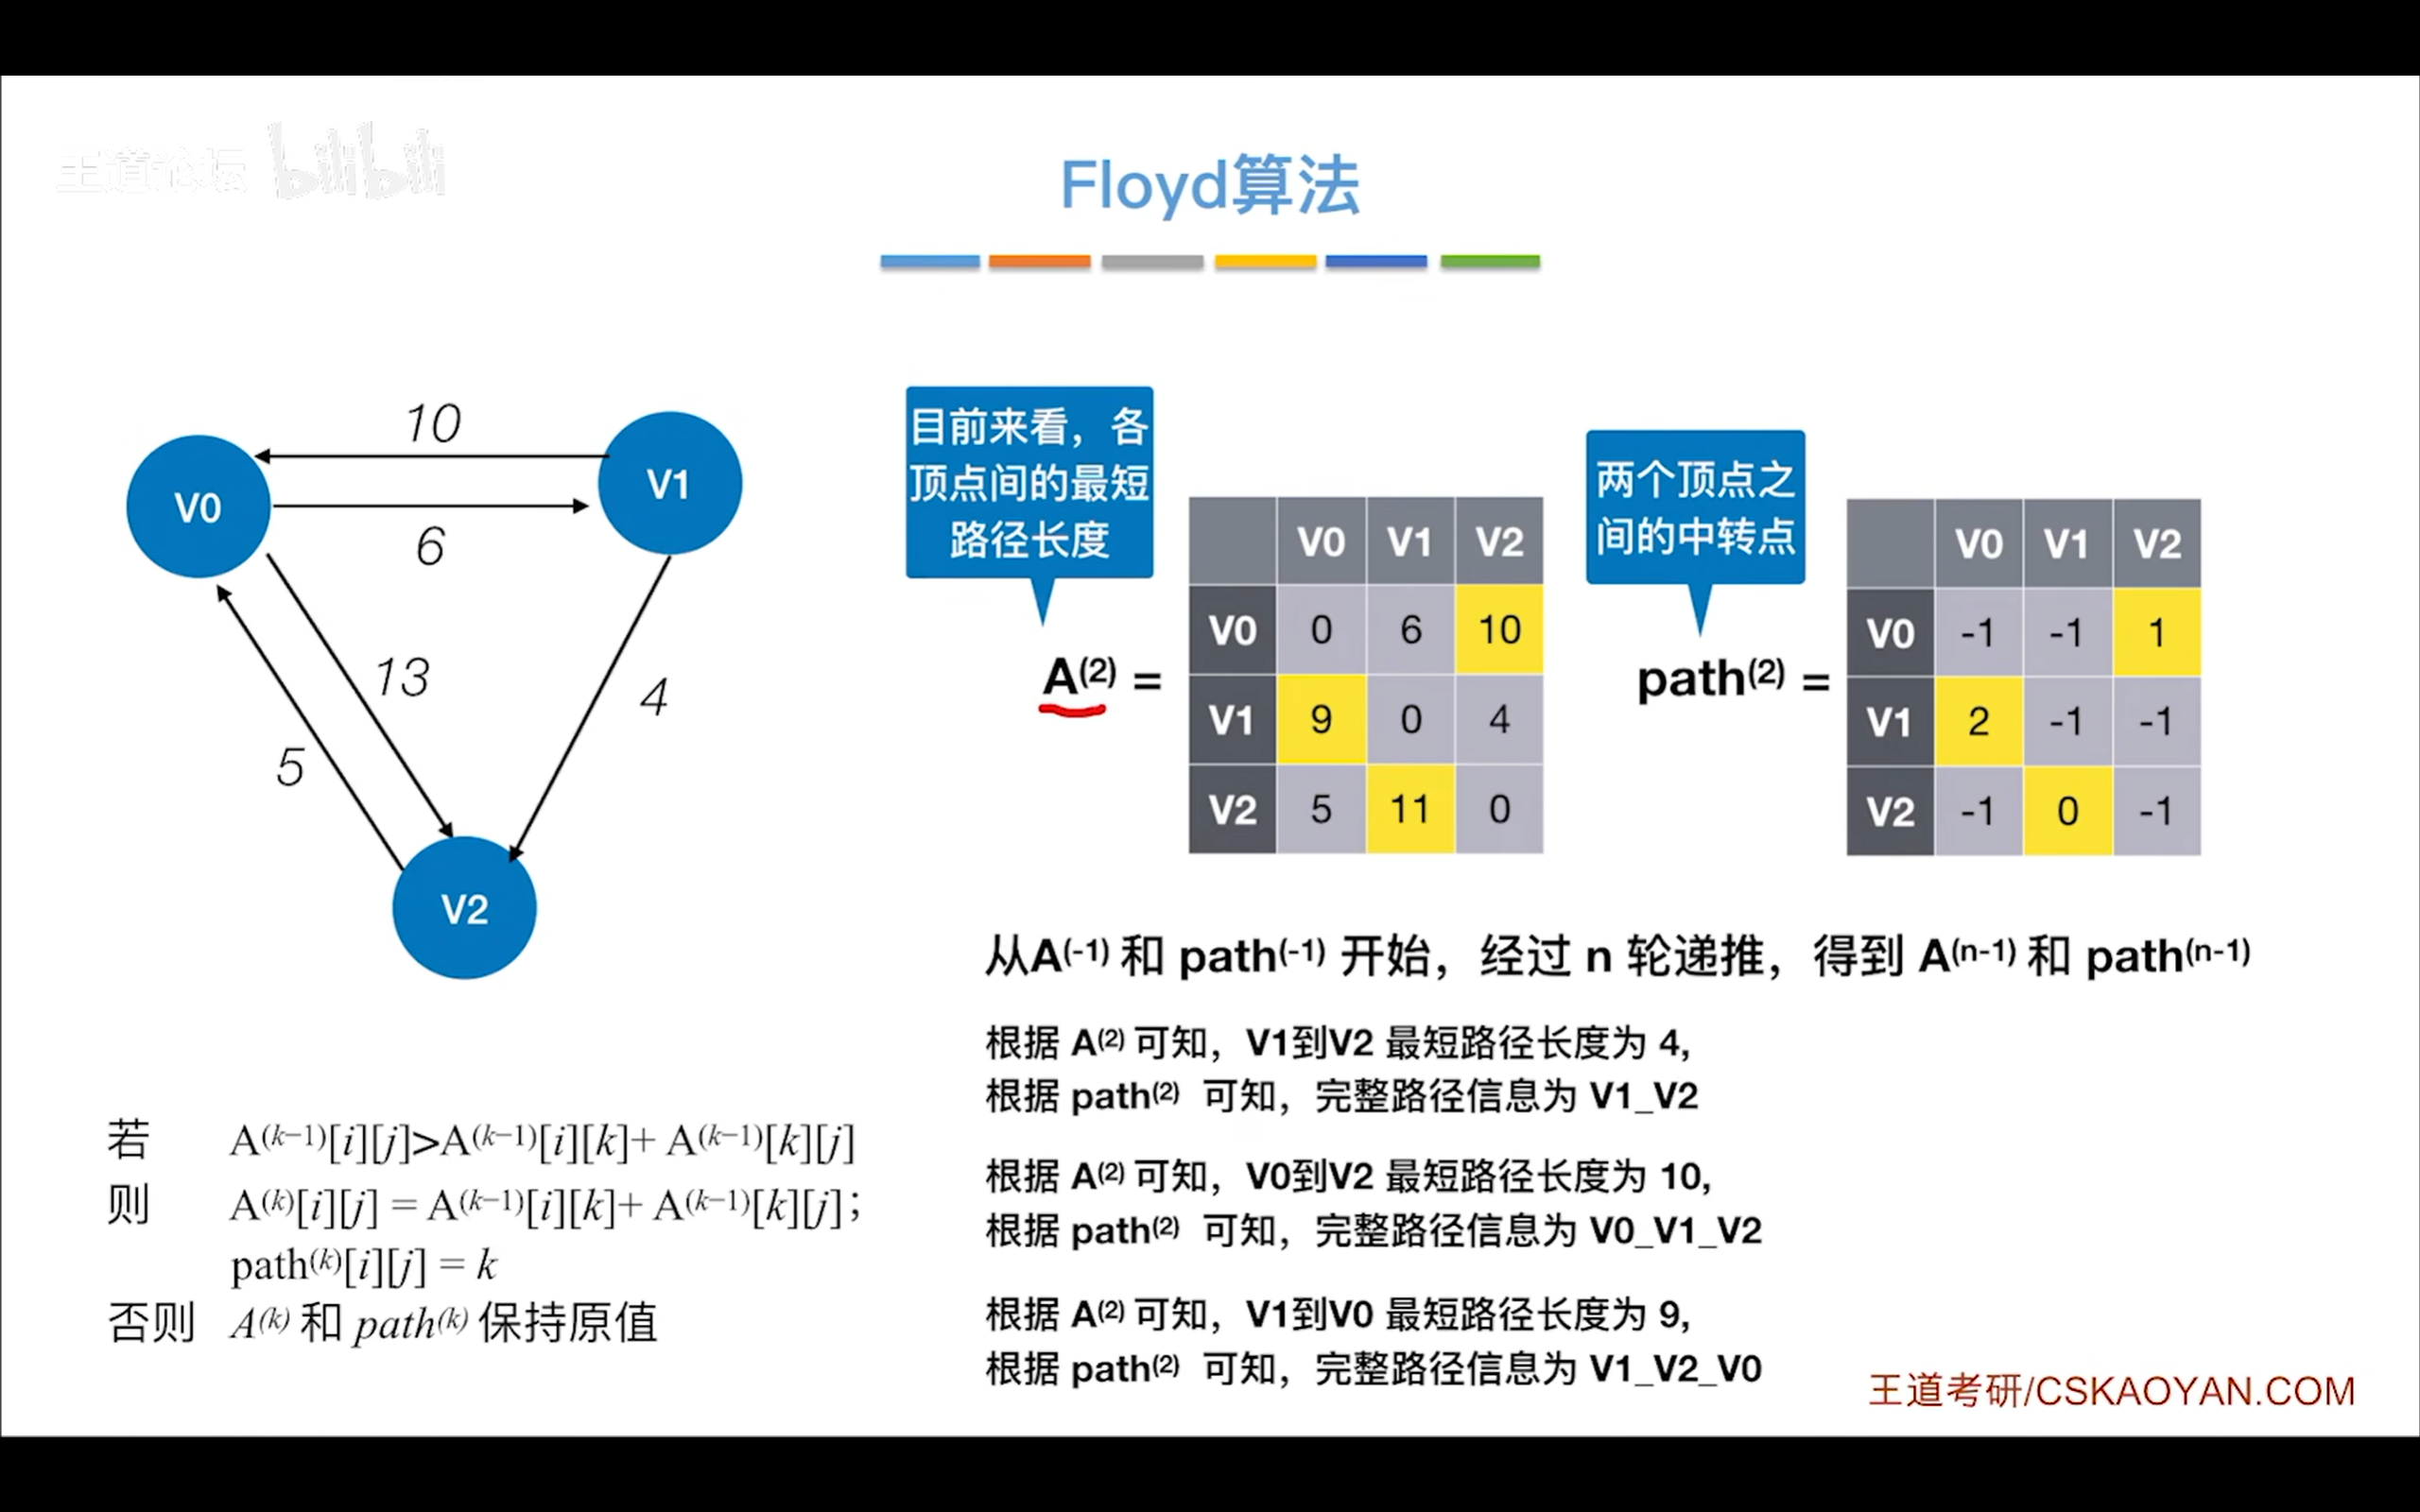 王道论坛 bilibili
Floyd算法
10
V0
V1
6
13
4
5
V2
目前来看，各
顶点间的最短
路径长度
A(2) =
V0 V1 V2
V0 0 6 10
V1 9 0 4
V2 5 11 0
两个顶点之
间的中转点
path(2) =
V0 V1 V2
V0 -1 -1 1
V1 2 -1 -1
V2 -1 0 -1
从A(-1) 和 path(-1) 开始，经过 n 轮递推，得到 A(n-1) 和 path(n-1)
根据 A(2) 可知，V1到V2 最短路径长度为 4,
根据 path(2) 可知，完整路径信息为 V1_V2
根据 A(2) 可知，V0到V2 最短路径长度为 10,
根据 path(2) 可知，完整路径信息为 V0_V1_V2
根据 A(2) 可知，V1到V0 最短路径长度为 9,
根据 path(2) 可知，完整路径信息为 V1_V2_V0
若 A(k−1)[i][j]>A(k−1)[i][k]+ A(k−1)[k][j]
则 A(k)[i][j] = A(k−1)[i][k]+ A(k−1)[k][j];
path(k)[i][j] = k
否则 A(k) 和 path(k) 保持原值
王道考研/CSKAOYAN.COM